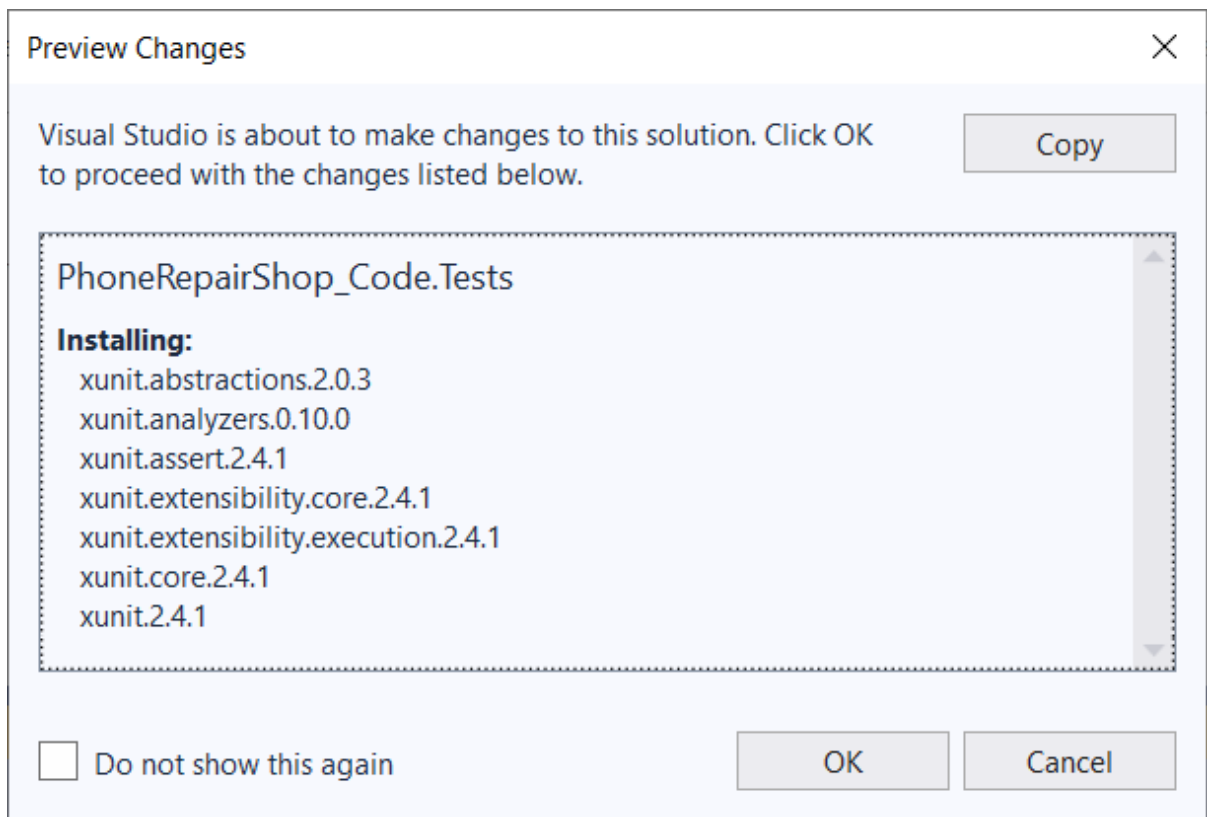 Preview Changes
Visual Studio is about to make changes to this solution. Click OK
to proceed with the changes listed below.
Copy
PhoneRepairShop_Code.Tests
Installing:
xunit.abstractions.2.0.3
xunit.analyzers.0.10.0
xunit.assert.2.4.1
xunit.extensibility.core.2.4.1
xunit.extensibility.execution.2.4.1
xunit.core.2.4.1
xunit.2.4.1
Do not show this again
OK
Cancel